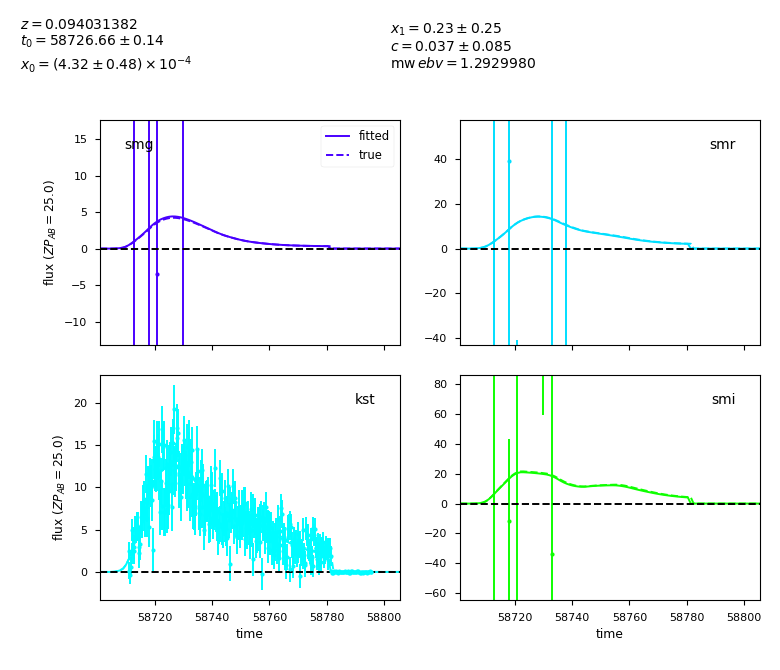 z = 0.094031382
t₀ = 58726.66 ± 0.14
x₀ = (4.32 ± 0.48) × 10⁻⁴
x₁ = 0.23 ± 0.25
c = 0.037 ± 0.085
mw ebv = 1.2929980
smg
fitted
true
15
10
5
0
−5
−10
flux (ZP_AB = 25.0)
smr
40
20
0
−20
−40
kst
20
15
10
5
0
flux (ZP_AB = 25.0)
58720 58740 58760 58780 58800
time
smi
80
60
40
20
0
−20
−40
−60
58720 58740 58760 58780 58800
time